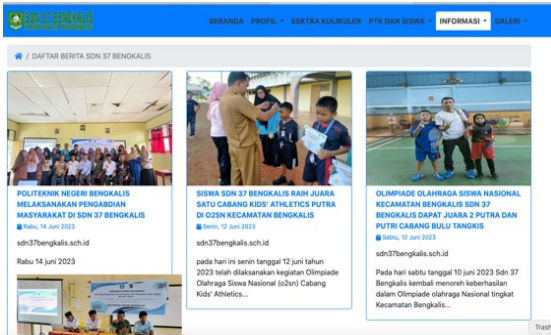 SDN 37 BENGKALIS
BERANDA PROFIL ESKTRA KULIKULER PTK DAN SISWA INFORMASI GALERI
/ DAFTAR BERITA SDN 37 BENGKALIS
POLITEKNIK NEGERI BENGKALIS
MELAKSANAKAN PENGABDIAN
MASYARAKAT DI SDN 37 BENGKALIS
Rabu, 14 Juni 2023
sdn37bengkalis.sch.id
Rabu 14 juni 2023
SISWA SDN 37 BENGKALIS RAIH JUARA
SATU CABANG KIDS' ATHLETICS PUTRA
DI O2SN KECAMATAN BENGKALIS
Senin, 12 Juni 2023
sdn37bengkalis.sch.id
pada hari ini senin tanggal 12 juni tahun
2023 telah dilaksanakan kegiatan Olimpiade
Olahraga Siswa Nasional (o2sn) Cabang
Kids' Athletics...
OLIMPIADE OLAHRAGA SISWA NASIONAL
KECAMATAN BENGKALIS SDN 37
BENGKALIS DAPAT JUARA 2 PUTRA DAN
PUTRI CABANG BULU TANGKIS
Sabtu, 10 Juni 2023
sdn37bengkalis.sch.id
Pada hari sabtu tanggal 10 juni 2023 Sdn 37
Bengkalis kembali menoreh keberhasilan
dalam Olimpiade olahraga Nasional tingkat
Kecamatan Bengkalis...
Trash